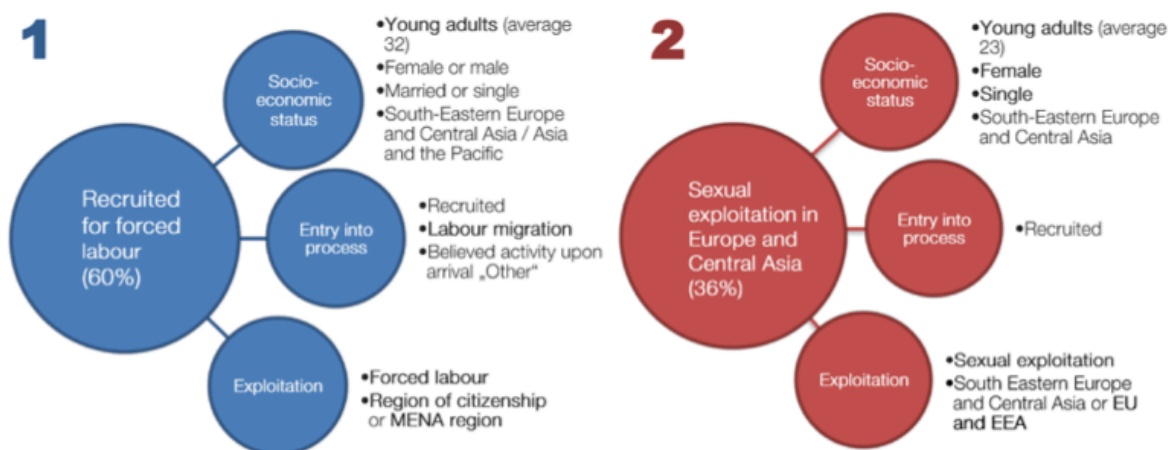 1
Recruited
for forced
labour
(60%)
Socio-
economic
status
•Young adults (average
32)
•Female or male
•Married or single
•South-Eastern Europe
and Central Asia / Asia
and the Pacific
Entry into
process
•Recruited
•Labour migration
•Believed activity upon
arrival „Other“
Exploitation
•Forced labour
•Region of citizenship
or MENA region
2
Sexual
exploitation in
Europe and
Central Asia
(36%)
Socio-
economic
status
•Young adults (average
23)
•Female
•Single
•South-Eastern Europe
and Central Asia
Entry into
process
•Recruited
Exploitation
•Sexual exploitation
•South Eastern Europe
and Central Asia or EU
and EEA